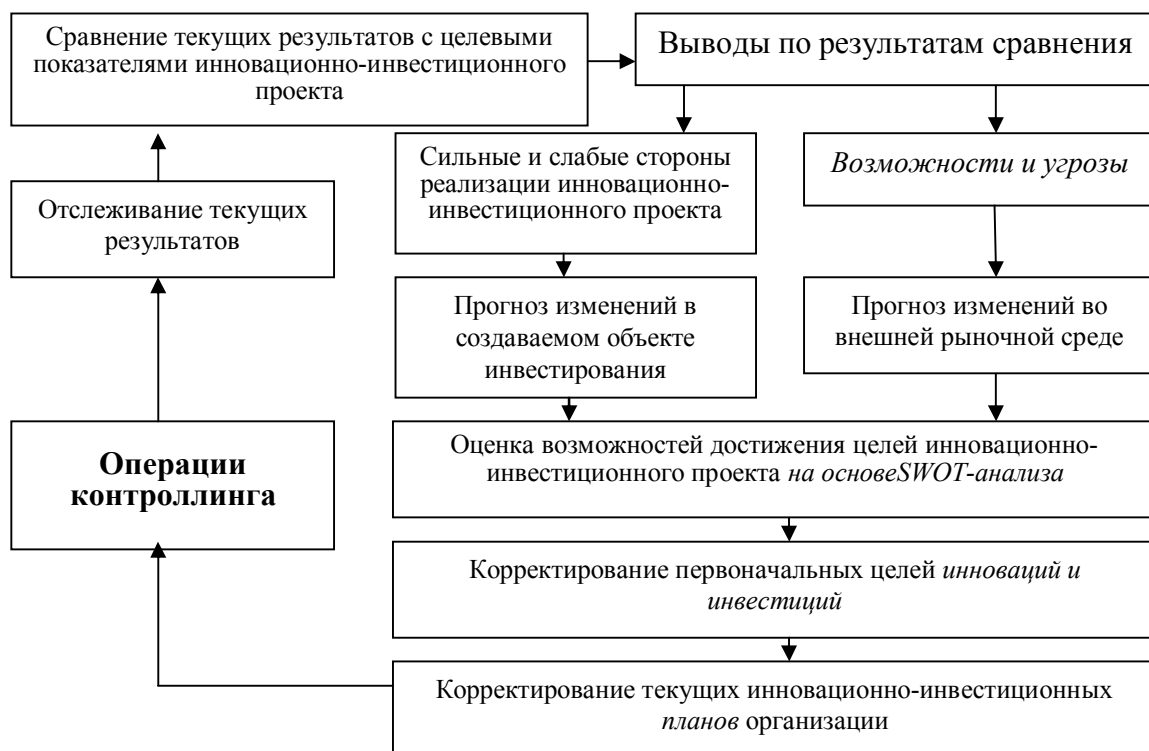 Сравнение текущих результатов с целевыми
показателями инновационно-инвестиционного
проекта
Выводы по результатам сравнения
Сильные и слабые стороны
реализации инновационно-
инвестиционного проекта
Возможности и угрозы
Отслеживание текущих
результатов
Прогноз изменений в
создаваемом объекте
инвестирования
Прогноз изменений во
внешней рыночной среде
Операции
контроллинга
Оценка возможностей достижения целей инновационно-
инвестиционного проекта на основеSWOT-анализа
Корректирование первоначальных целей инноваций и
инвестиций
Корректирование текущих инновационно-инвестиционных
планов организации